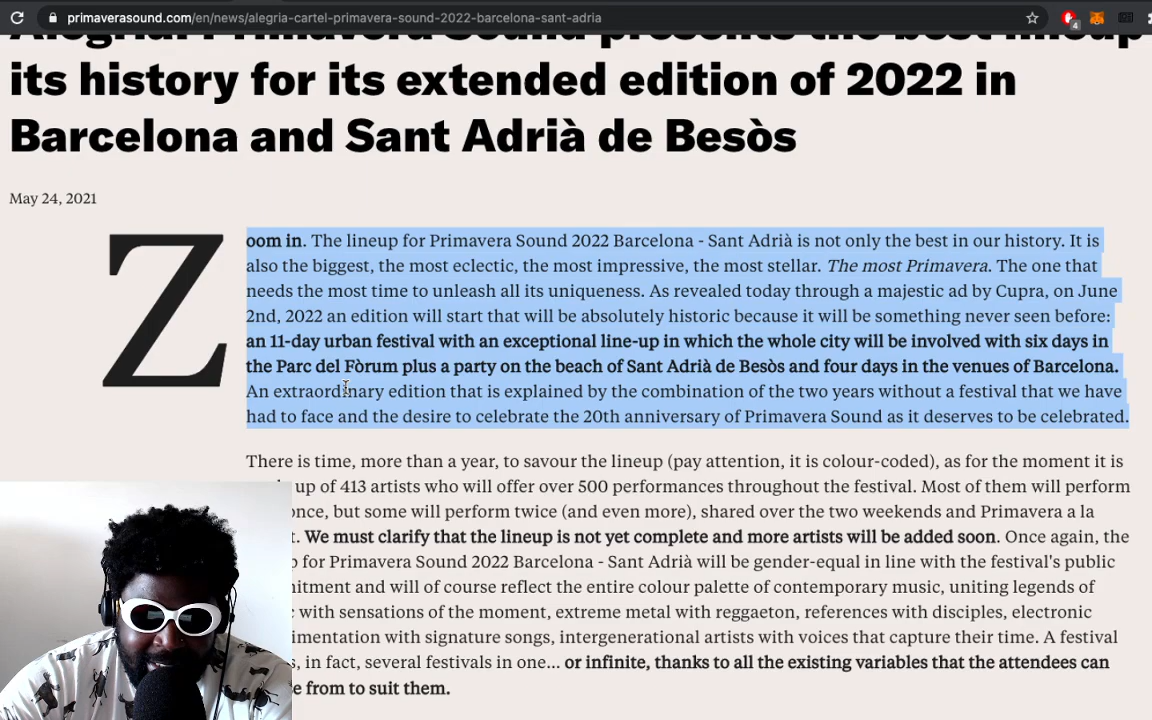 primaverasound.com/en/news/alegria-cartel-primavera-sound-2022-barcelona-sant-adria
4
Alegria! Primavera Sound presents the best lineup
its history for its extended edition of 2022 in
Barcelona and Sant Adrià de Besòs
May 24, 2021
Zoom in. The lineup for Primavera Sound 2022 Barcelona - Sant Adrià is not only the best in our history. It is
also the biggest, the most eclectic, the most impressive, the most stellar. The most Primavera. The one that
needs the most time to unleash all its uniqueness. As revealed today through a majestic ad by Cupra, on June
2nd, 2022 an edition will start that will be absolutely historic because it will be something never seen before:
an 11-day urban festival with an exceptional line-up in which the whole city will be involved with six days in
the Parc del Fòrum plus a party on the beach of Sant Adrià de Besòs and four days in the venues of Barcelona.
An extraordinary edition that is explained by the combination of the two years without a festival that we have
had to face and the desire to celebrate the 20th anniversary of Primavera Sound as it deserves to be celebrated.
There is time, more than a year, to savour the lineup (pay attention, it is colour-coded), as for the moment it is
up of 413 artists who will offer over 500 performances throughout the festival. Most of them will perform
once, but some will perform twice (and even more), shared over the two weekends and Primavera a la
We must clarify that the lineup is not yet complete and more artists will be added soon. Once again, the
for Primavera Sound 2022 Barcelona - Sant Adrià will be gender-equal in line with the festival's public
and will of course reflect the entire colour palette of contemporary music, uniting legends of
with sensations of the moment, extreme metal with reggaeton, references with disciples, electronic
with signature songs, intergenerational artists with voices that capture their time. A festival
in fact, several festivals in one... or infinite, thanks to all the existing variables that the attendees can
from to suit them.